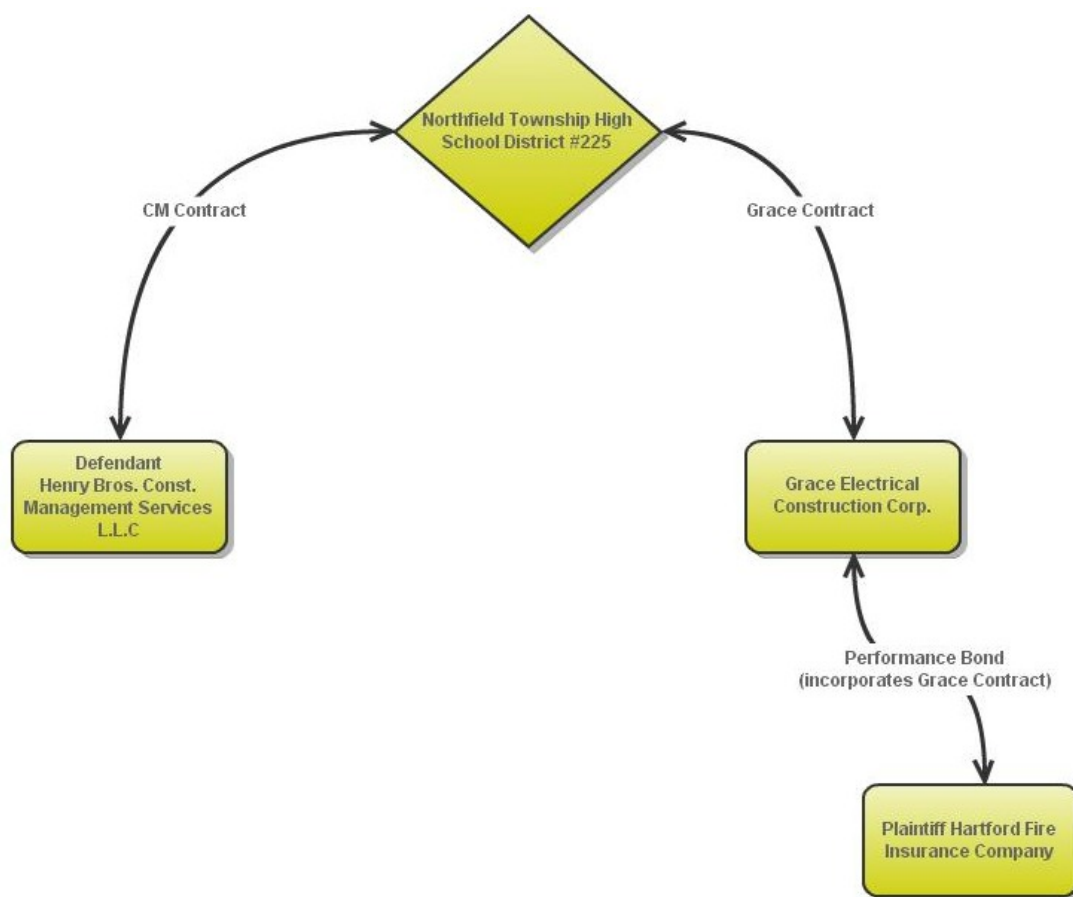 Northfield Township High
School District #225
CM Contract
Grace Contract
Defendant
Henry Bros. Const.
Management Services
L.L.C
Grace Electrical
Construction Corp.
Performance Bond
(incorporates Grace Contract)
Plaintiff Hartford Fire
Insurance Company